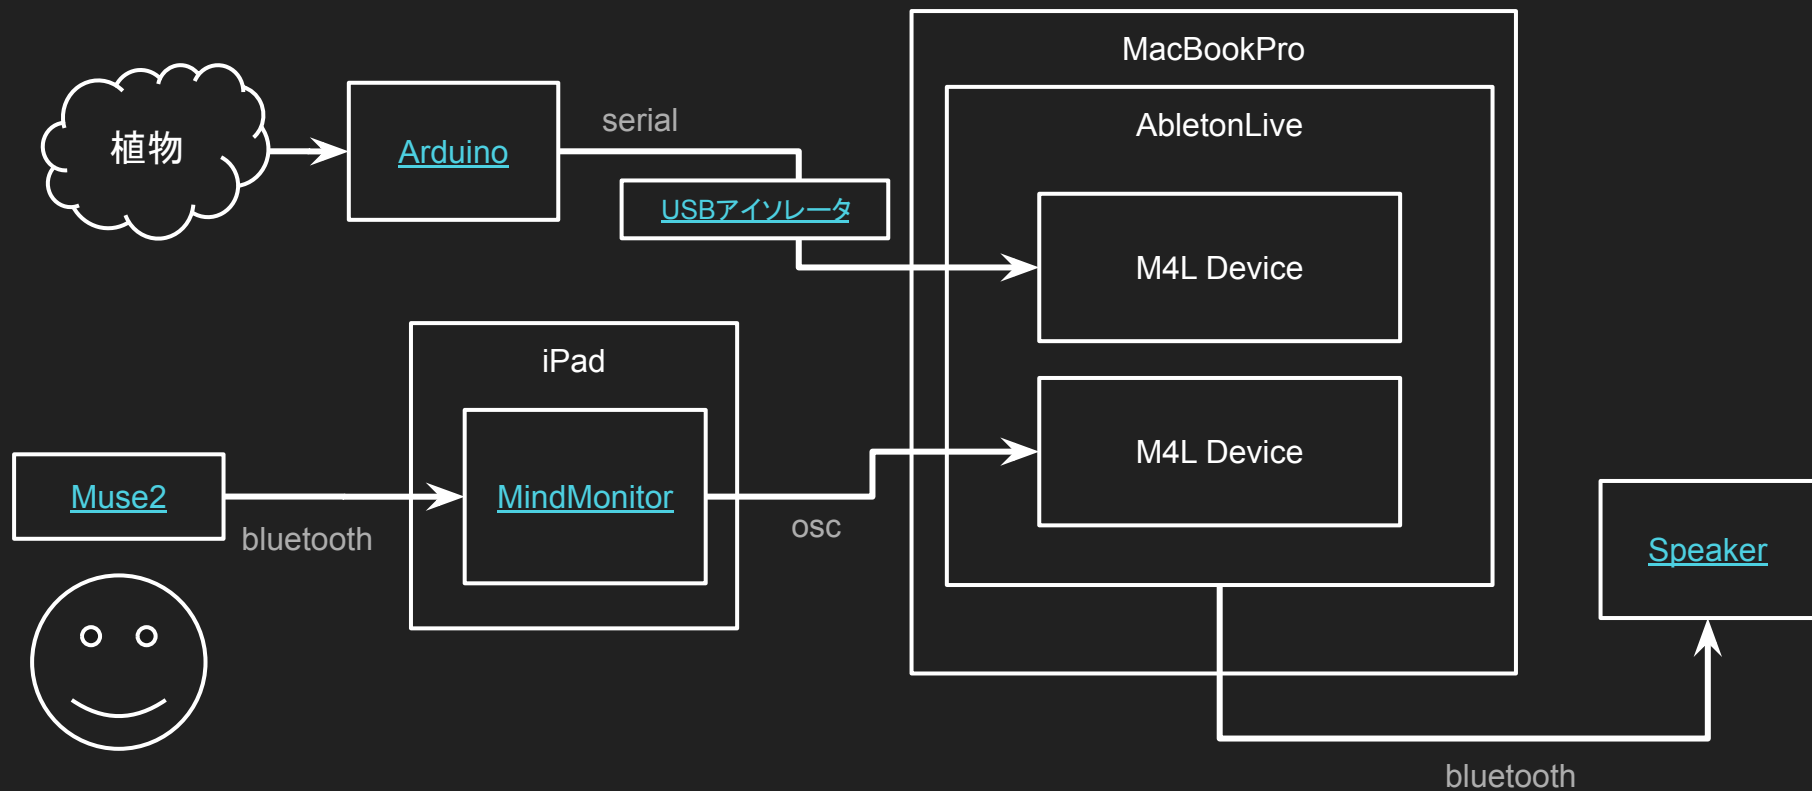 MacBookPro
AbletonLive
植物
Arduino
serial
USBアイソレータ
M4L Device
iPad
M4L Device
Muse2
bluetooth
MindMonitor
osc
Speaker
bluetooth